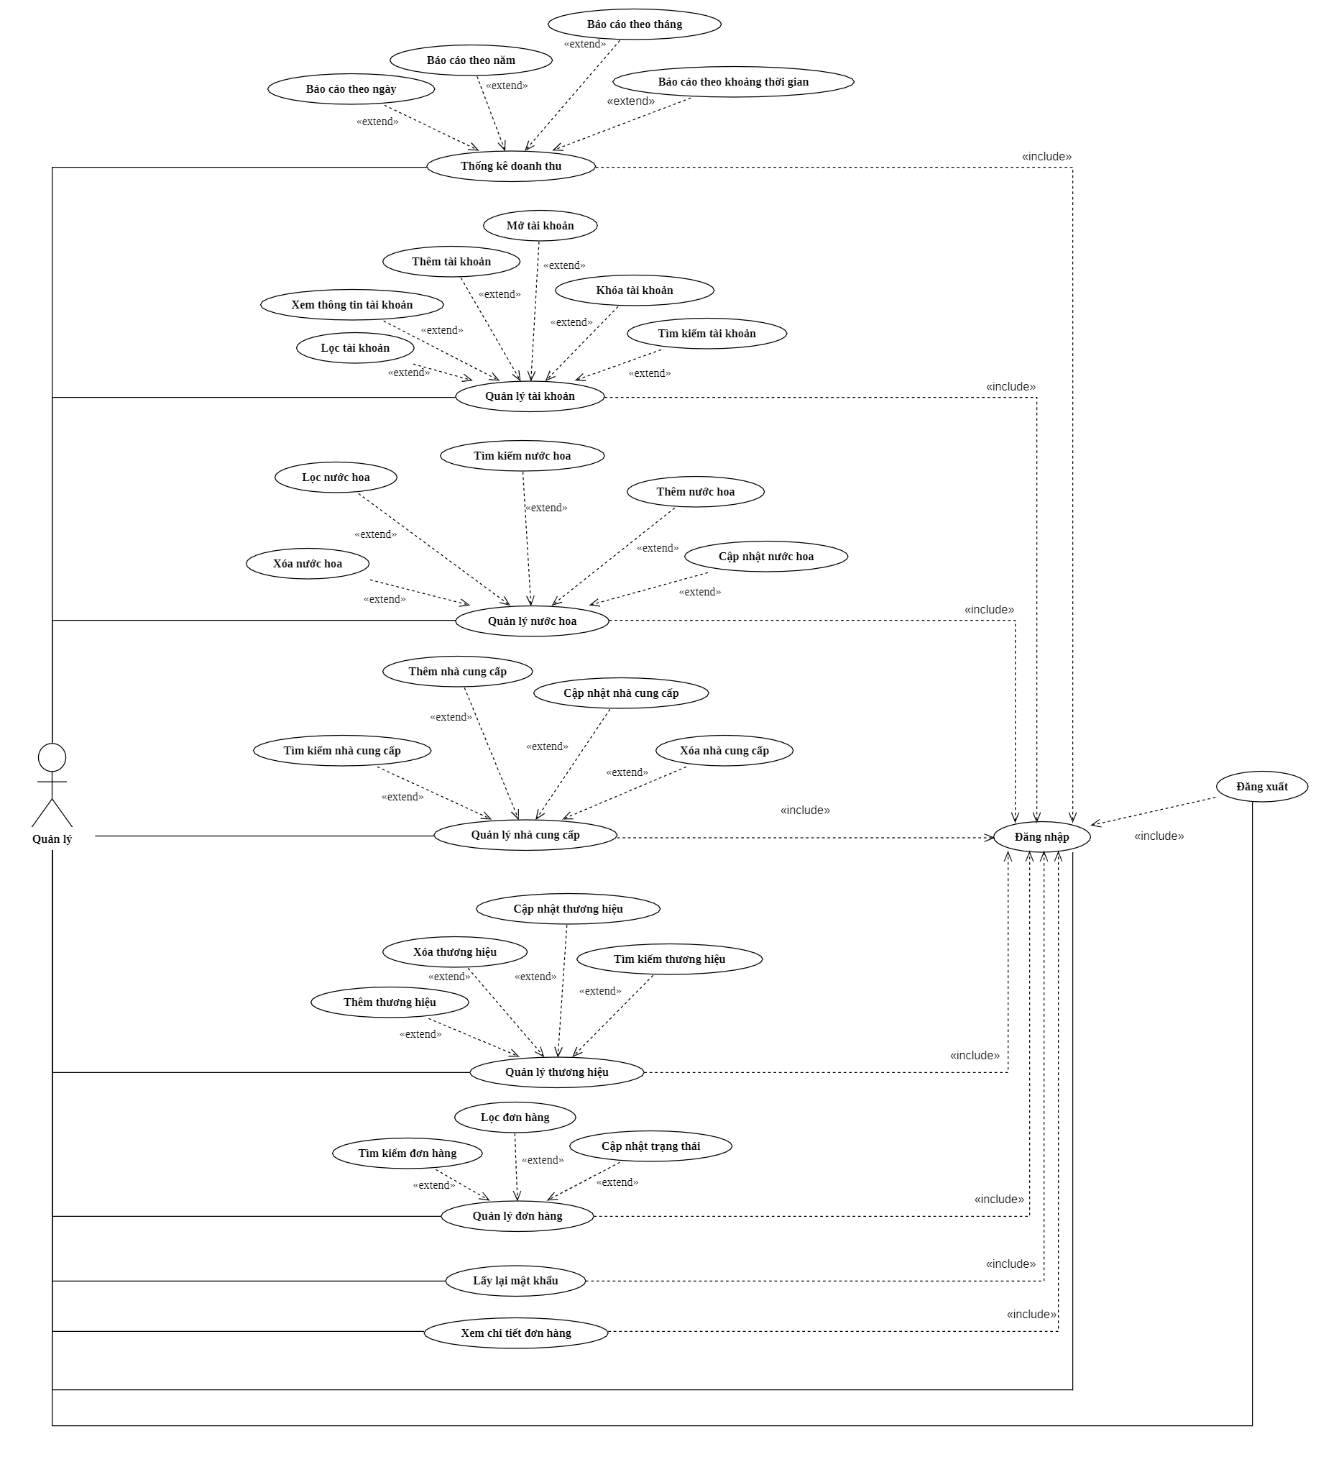 Báo cáo theo tháng
«extend»
Báo cáo theo năm
«extend»
Báo cáo theo khoảng thời gian
«extend»
Báo cáo theo ngày
«extend»
Thống kê doanh thu
«include»
Mở tài khoản
«extend»
Thêm tài khoản
«extend»
Khóa tài khoản
«extend»
Xem thông tin tài khoản
«extend»
Tìm kiếm tài khoản
«extend»
Lọc tài khoản
«extend»
Quản lý tài khoản
«include»
Tìm kiếm nước hoa
«extend»
Lọc nước hoa
«extend»
Thêm nước hoa
«extend»
Cập nhật nước hoa
«extend»
Xóa nước hoa
«extend»
Quản lý nước hoa
«include»
Thêm nhà cung cấp
«extend»
Cập nhật nhà cung cấp
«extend»
Tìm kiếm nhà cung cấp
«extend»
Xóa nhà cung cấp
«extend»
Quản lý nhà cung cấp
«include»
Quản lý
Đăng nhập
Đăng xuất
«include»
Cập nhật thương hiệu
«extend»
Xóa thương hiệu
«extend»
Tìm kiếm thương hiệu
«extend»
Thêm thương hiệu
«extend»
Quản lý thương hiệu
«include»
Lọc đơn hàng
«extend»
Tìm kiếm đơn hàng
«extend»
Cập nhật trạng thái
«extend»
Quản lý đơn hàng
«include»
Lấy lại mật khẩu
«include»
Xem chi tiết đơn hàng
«include»